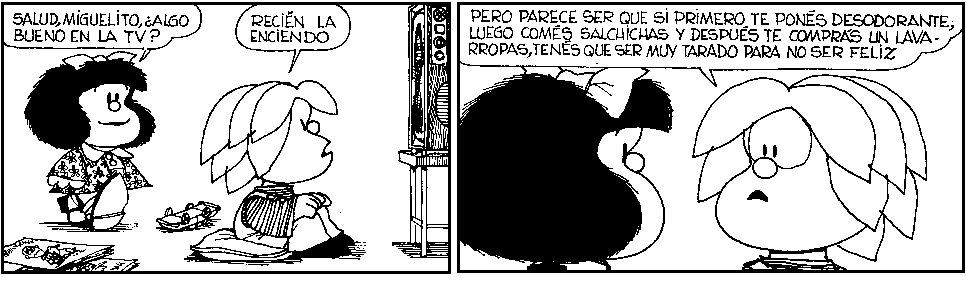 SALUD, MIGUELITO, ¿ALGO
BUENO EN LA TV?
RECIÉN LA
ENCIENDO
PERO PARECE SER QUE SI PRIMERO TE PONÉS DESODORANTE,
LUEGO COMÉS SALCHICHAS Y DESPUÉS TE COMPRÁS UN LAVA-
RROPAS, TENÉS QUE SER MUY TARADO PARA NO SER FELIZ